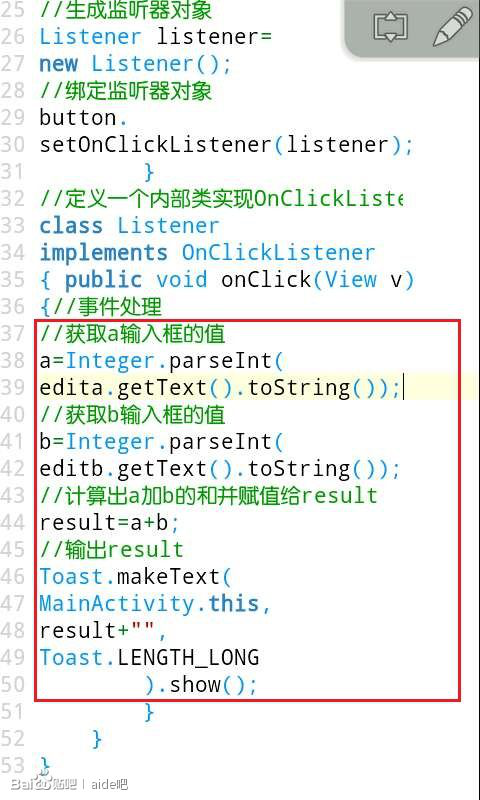 25 //生成监听器对象
26 Listener listener=
27 new Listener();
28 //绑定监听器对象
29 button.
30 setOnClickListener(listener);
31 }
32 //定义一个内部类实现OnClickListe
33 class Listener
34 implements OnClickListener
35 { public void onClick(View v)
36 {//事件处理
37 //获取a输入框的值
38 a=Integer.parseInt(
39 edita.getText().toString());
40 //获取b输入框的值
41 b=Integer.parseInt(
42 editb.getText().toString());
43 //计算出a加b的和并赋值给result
44 result=a+b;
45 //输出result
46 Toast.makeText(
47 MainActivity.this,
48 result+"",
49 Toast.LENGTH_LONG
50 ).show();
51 }
52 }
53 }
Bai贴吧 | aide吧